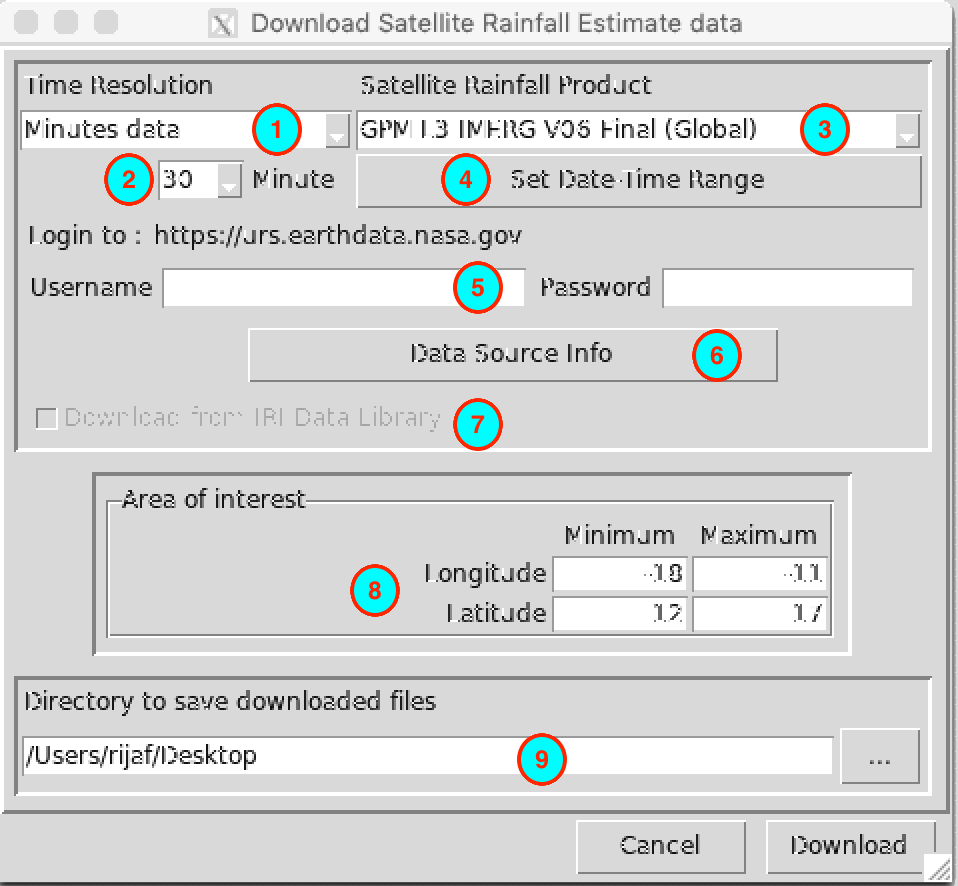 Download Satellite Rainfall Estimate data
Time Resolution Satellite Rainfall Product
Minutes data 1 GPM L3 IMERG V06 Final (Global) 3
2 30 Minute 4 Set Date-Time Range
Login to : https://urs.earthdata.nasa.gov
Username 5 Password
Data Source Info 6
Download from IRI Data Library 7
Area of interest
Minimum Maximum
8 Longitude -18 -11
Latitude 12 17
Directory to save downloaded files
/Users/rijaf/Desktop 9 ...
Cancel Download